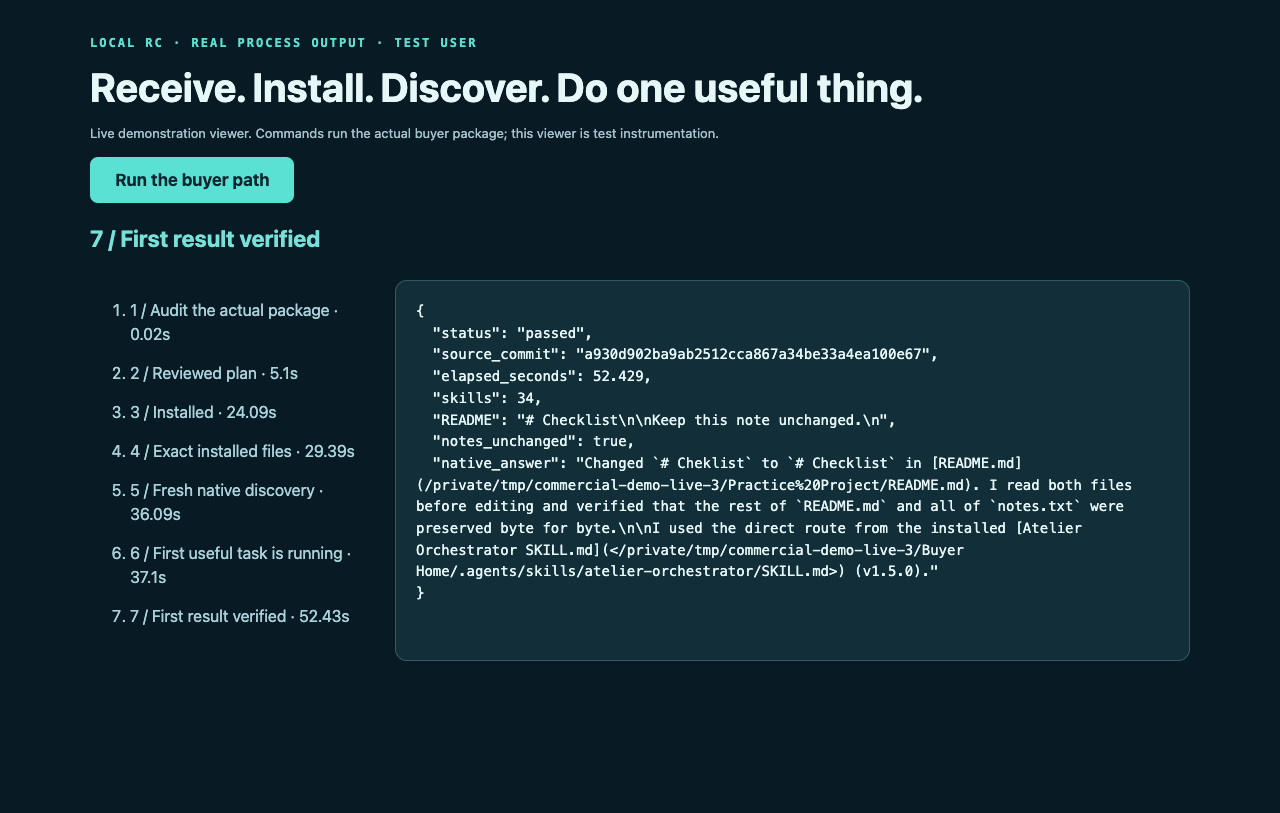 LOCAL RC · REAL PROCESS OUTPUT · TEST USER
Receive. Install. Discover. Do one useful thing.
Live demonstration viewer. Commands run the actual buyer package; this viewer is test instrumentation.
Run the buyer path
7 / First result verified
1. 1 / Audit the actual package ·
0.02s
2. 2 / Reviewed plan · 5.1s
3. 3 / Installed · 24.09s
4. 4 / Exact installed files · 29.39s
5. 5 / Fresh native discovery ·
36.09s
6. 6 / First useful task is running ·
37.1s
7. 7 / First result verified · 52.43s
{
  "status": "passed",
  "source_commit": "a930d902ba9ab2512cca867a34be33a4ea100e67",
  "elapsed_seconds": 52.429,
  "skills": 34,
  "README": "# Checklist\n\nKeep this note unchanged.\n",
  "notes_unchanged": true,
  "native_answer": "Changed `# Cheklist` to `# Checklist` in [README.md]
(/private/tmp/commercial-demo-live-3/Practice%20Project/README.md). I read both files
before editing and verified that the rest of `README.md` and all of `notes.txt` were
preserved byte for byte.\n\nI used the direct route from the installed [Atelier
Orchestrator SKILL.md](</private/tmp/commercial-demo-live-3/Buyer
Home/.agents/skills/atelier-orchestrator/SKILL.md>) (v1.5.0)."
}